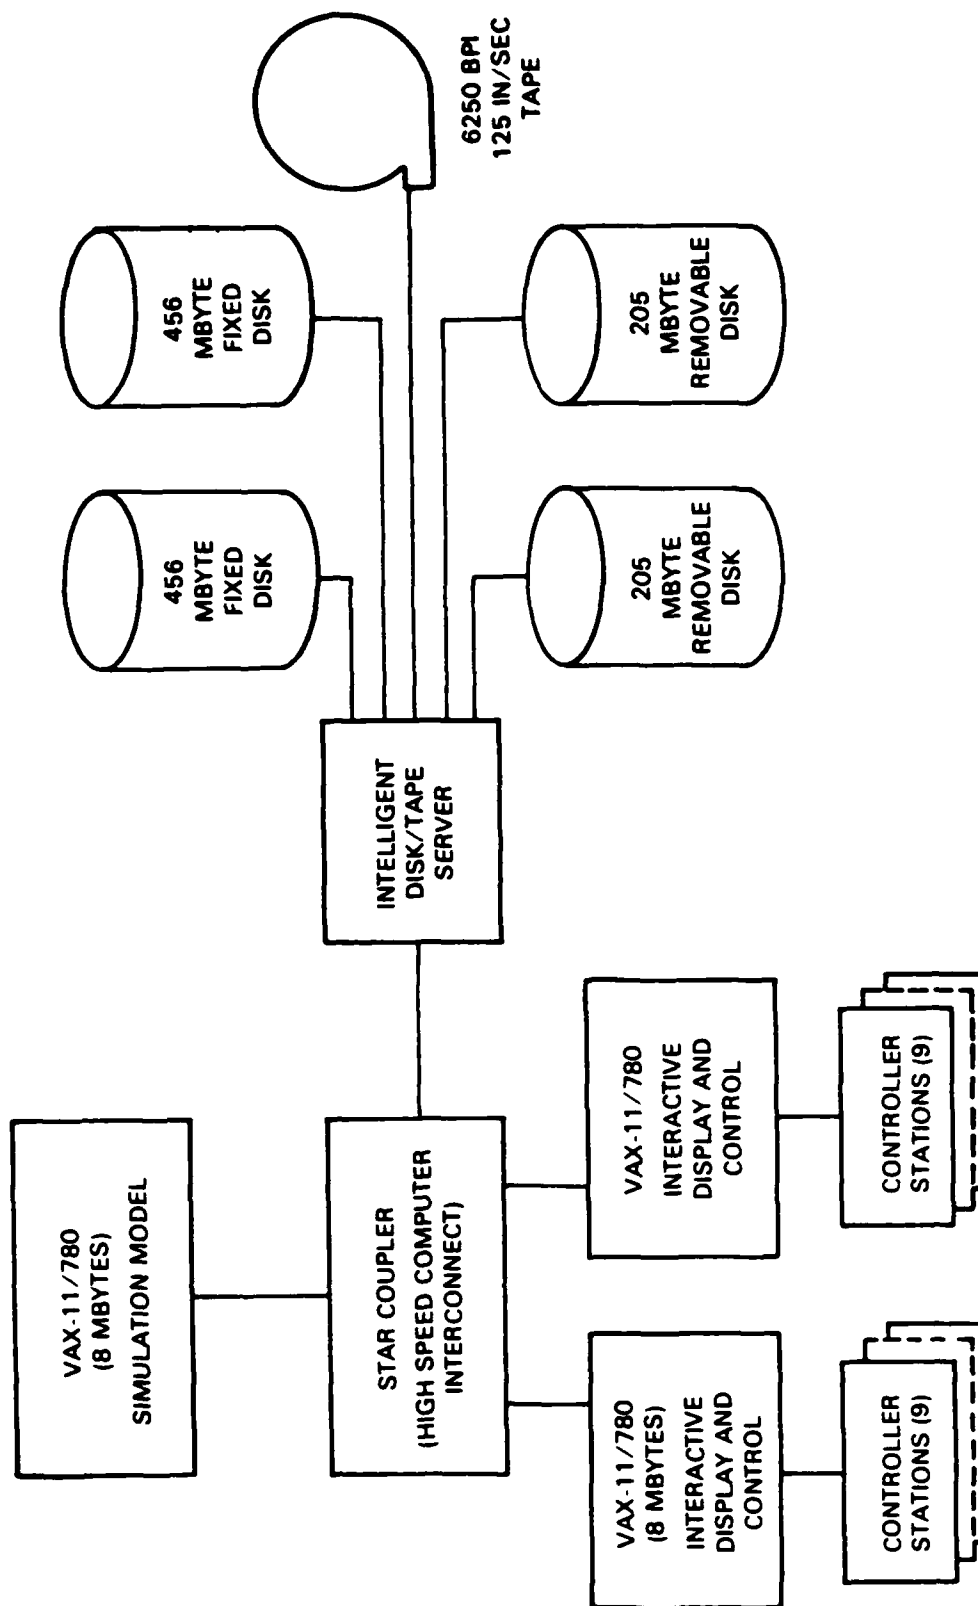 VAX-11/780
(8 MBYTES)
SIMULATION MODEL
STAR COUPLER
(HIGH SPEED COMPUTER
INTERCONNECT)
VAX-11/780
(8 MBYTES)
INTERACTIVE
DISPLAY AND
CONTROL
CONTROLLER
STATIONS (9)
VAX-11/780
INTERACTIVE
DISPLAY AND
CONTROL
CONTROLLER
STATIONS (9)
INTELLIGENT
DISK/TAPE
SERVER
456
MBYTE
FIXED
DISK
456
MBYTE
FIXED
DISK
205
MBYTE
REMOVABLE
DISK
205
MBYTE
REMOVABLE
DISK
6250 BPI
125 IN/SEC
TAPE